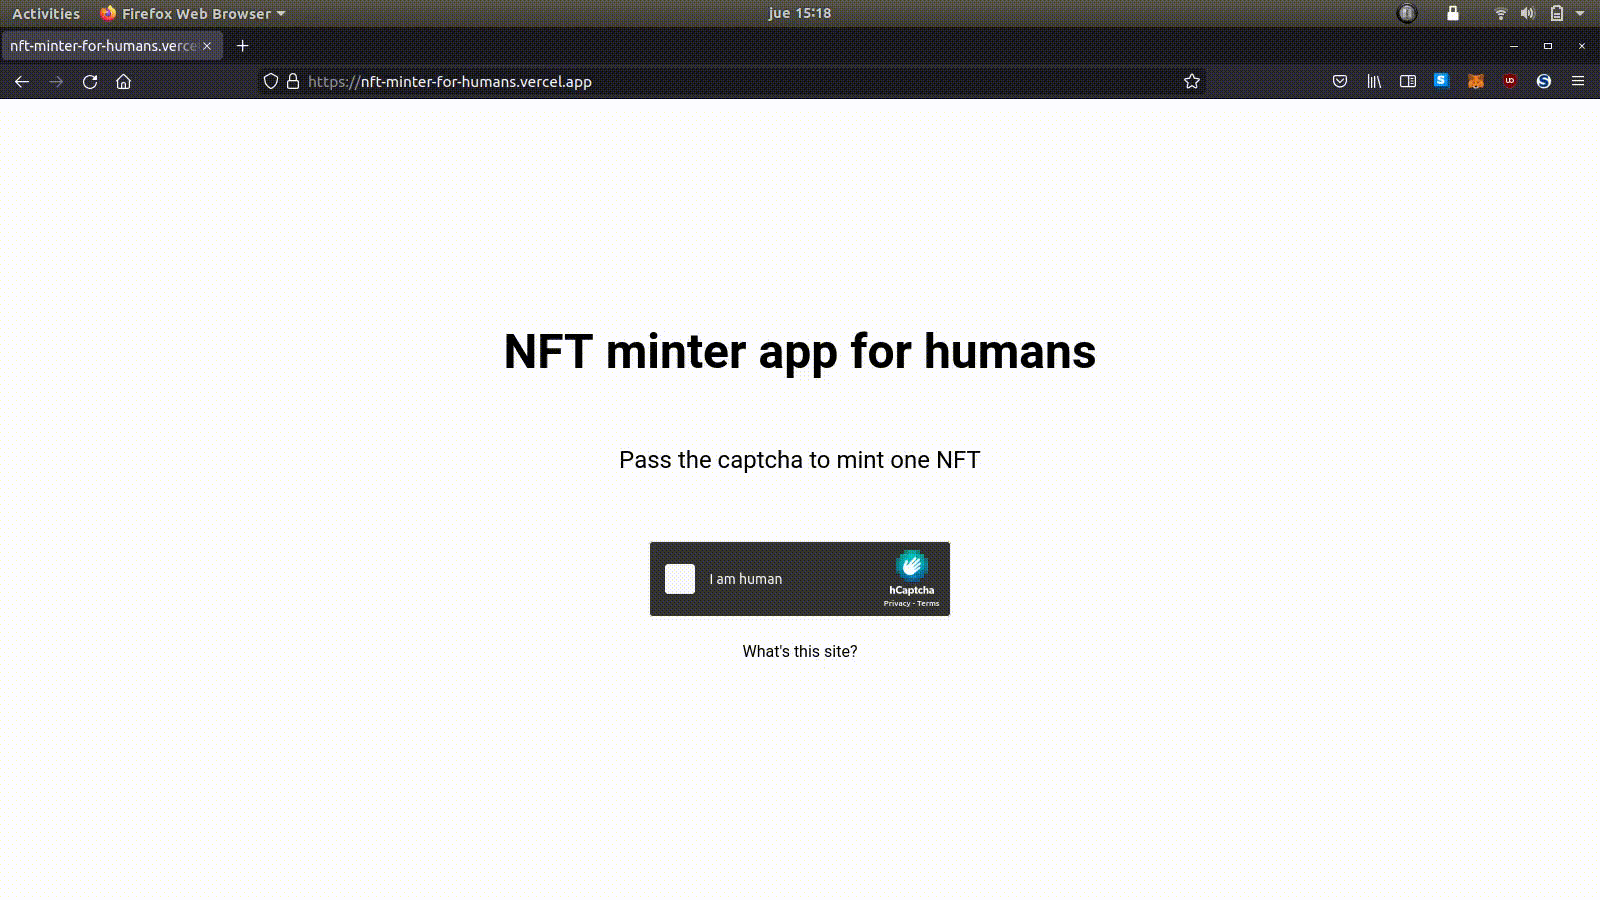 Activities Firefox Web Browser jue 15:18
nft-minter-for-humans.verce
https://nft-minter-for-humans.vercel.app
NFT minter app for humans
Pass the captcha to mint one NFT
I am human
hCaptcha
Privacy - Terms
What's this site?